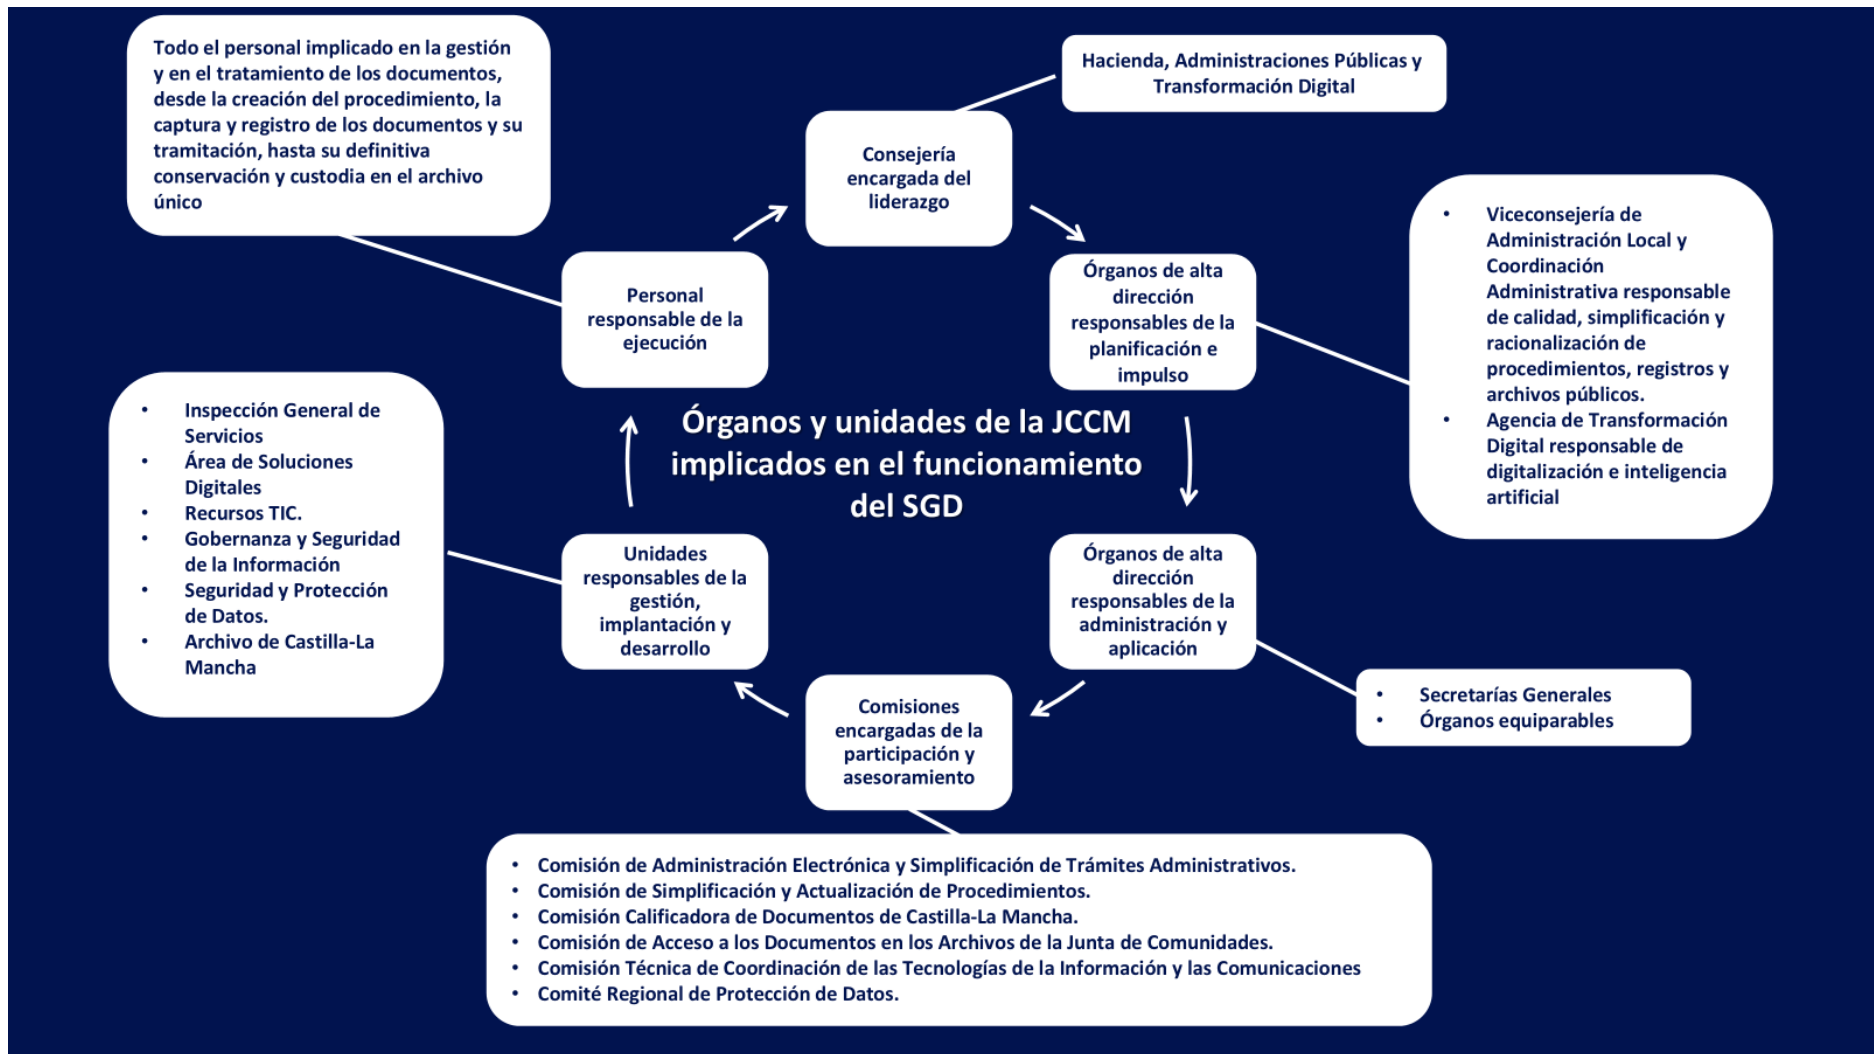 Todo el personal implicado en la gestión
y en el tratamiento de los documentos,
desde la creación del procedimiento, la
captura y registro de los documentos y su
tramitación, hasta su definitiva
conservación y custodia en el archivo
único
Hacienda, Administraciones Públicas y
Transformación Digital
Consejería
encargada del
liderazgo
Personal
responsable de la
ejecución
Órganos de alta
dirección
responsables de la
planificación e
impulso
• Viceconsejería de
Administración Local y
Coordinación
Administrativa responsable
de calidad, simplificación y
racionalización de
procedimientos, registros y
archivos públicos.
• Agencia de Transformación
Digital responsable de
digitalización e inteligencia
artificial
• Inspección General de
Servicios
• Área de Soluciones
Digitales
• Recursos TIC.
• Gobernanza y Seguridad
de la Información
• Seguridad y Protección
de Datos.
• Archivo de Castilla-La
Mancha
Órganos y unidades de la JCCM
implicados en el funcionamiento
del SGD
Unidades
responsables de la
gestión,
implantación y
desarrollo
Órganos de alta
dirección
responsables de la
administración y
aplicación
• Secretarías Generales
• Órganos equiparables
Comisiones
encargadas de la
participación y
asesoramiento
• Comisión de Administración Electrónica y Simplificación de Trámites Administrativos.
• Comisión de Simplificación y Actualización de Procedimientos.
• Comisión Calificadora de Documentos de Castilla-La Mancha.
• Comisión de Acceso a los Documentos en los Archivos de la Junta de Comunidades.
• Comisión Técnica de Coordinación de las Tecnologías de la Información y las Comunicaciones
• Comité Regional de Protección de Datos.